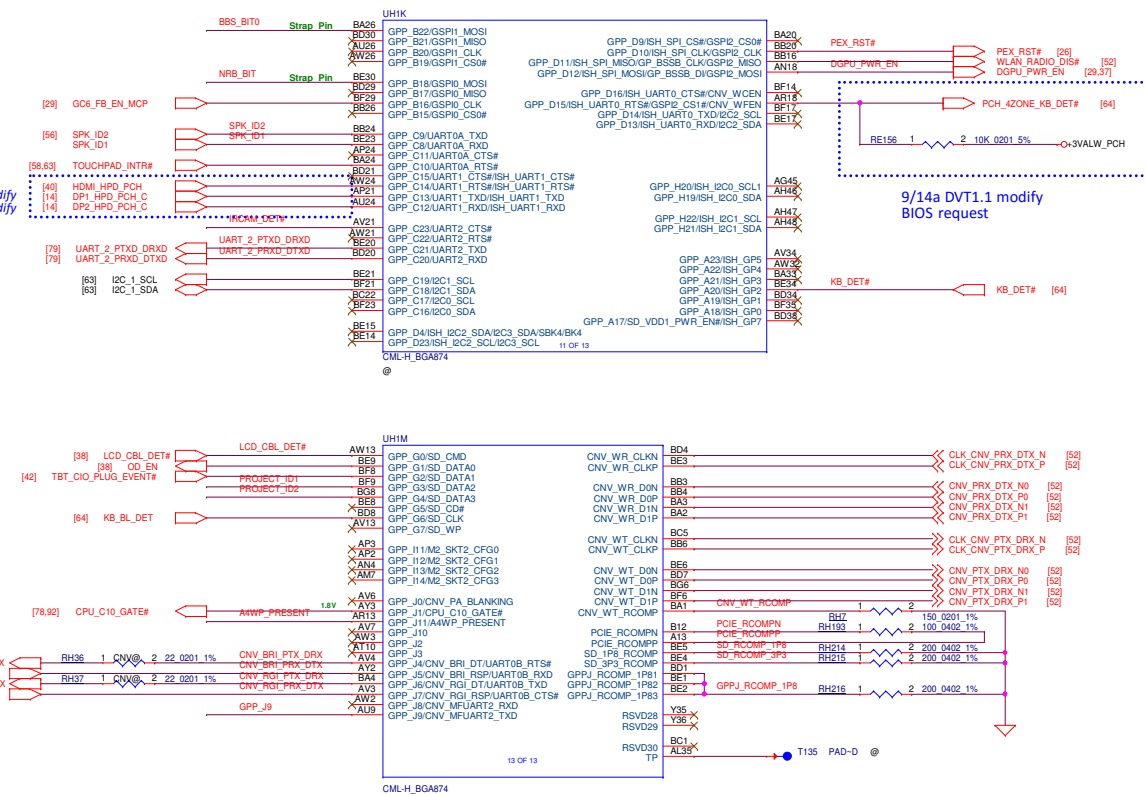 UH1K
BBS_BIT0
Strap Pin
BA26
GPP_B22/GSPI1_MOSI
BD30
GPP_B21/GSPI1_MISO
AU26
GPP_B20/GSPI1_CLK
AW26
GPP_B19/GSPI1_CS0#
NRB_BIT
Strap Pin
BE30
GPP_B18/GSPI0_MOSI
BD29
GPP_B17/GSPI0_MISO
[29] GC6_FB_EN_MCP
BF29
GPP_B16/GSPI0_CLK
BB26
GPP_B15/GSPI0_CS0#
[56] SPK_ID2
SPK_ID2
BB24
GPP_C9/UART0A_TXD
SPK_ID1
SPK_ID1
BE23
GPP_C8/UART0A_RXD
AP24
GPP_C11/UART0A_CTS#
[58,63] TOUCHPAD_INTR#
BA24
GPP_C10/UART0A_RTS#
BD21
GPP_C15/UART1_CTS#/ISH_UART1_CTS#
dify
[40] HDMI_HPD_PCH
AW24
GPP_C14/UART1_RTS#/ISH_UART1_RTS#
dify
[14] DP1_HPD_PCH_C
AP21
GPP_C13/UART1_TXD/ISH_UART1_TXD
[14] DP2_HPD_PCH_C
AU24
GPP_C12/UART1_RXD/ISH_UART1_RXD
IRCAM_DET#
AV21
GPP_C23/UART2_CTS#
AW21
GPP_C22/UART2_RTS#
[79] UART_2_PTXD_DRXD
UART_2_PTXD_DRXD
BE20
GPP_C21/UART2_TXD
[79] UART_2_PRXD_DTXD
UART_2_PRXD_DTXD
BD20
GPP_C20/UART2_RXD
[63] I2C_1_SCL
BE21
GPP_C19/I2C1_SCL
[63] I2C_1_SDA
BF21
GPP_C18/I2C1_SDA
BC22
GPP_C17/I2C0_SCL
BF23
GPP_C16/I2C0_SDA
BE15
GPP_D4/ISH_I2C2_SDA/I2C3_SDA/SBK4/BK4
BE14
GPP_D23/ISH_I2C2_SCL/I2C3_SCL
11 OF 13
CML-H_BGA874
@
GPP_D9/ISH_SPI_CS#/GSPI2_CS0#
BA20
GPP_D10/ISH_SPI_CLK/GSPI2_CLK
BB20
PEX_RST#
PEX_RST# [26]
GPP_D11/ISH_SPI_MISO/GP_BSSB_CLK/GSPI2_MISO
BB16
WLAN_RADIO_DIS# [52]
GPP_D12/ISH_SPI_MOSI/GP_BSSB_DI/GSPI2_MOSI
AN18
DGPU_PWR_EN
DGPU_PWR_EN [29,37]
GPP_D16/ISH_UART0_CTS#/CNV_WCEN
BF14
GPP_D15/ISH_UART0_RTS#/GSPI2_CS1#/CNV_WFEN
AR18
PCH_4ZONE_KB_DET# [64]
GPP_D14/ISH_UART0_TXD/I2C2_SCL
BF17
GPP_D13/ISH_UART0_RXD/I2C2_SDA
BE17
RE156 1 2 10K_0201_5% +3VALW_PCH
9/14a DVT1.1 modify
BIOS request
GPP_H20/ISH_I2C0_SCL1
AG45
GPP_H19/ISH_I2C0_SDA
AH46
GPP_H22/ISH_I2C1_SCL
AH47
GPP_H21/ISH_I2C1_SDA
AH48
GPP_A23/ISH_GP5
AV34
GPP_A22/ISH_GP4
AW32
GPP_A21/ISH_GP3
BA33
GPP_A20/ISH_GP2
BE34
KB_DET#
KB_DET# [64]
GPP_A19/ISH_GP1
BD34
GPP_A18/ISH_GP0
BF35
GPP_A17/SD_VDD1_PWR_EN#/ISH_GP7
BD38
UH1M
[38] LCD_CBL_DET#
LCD_CBL_DET#
AW13
GPP_G0/SD_CMD
[38] OD_EN
BE9
GPP_G1/SD_DATA0
[42] TBT_CIO_PLUG_EVENT#
BF8
GPP_G2/SD_DATA1
PROJECT_ID1
BF9
GPP_G3/SD_DATA2
PROJECT_ID2
BG8
GPP_G4/SD_DATA3
BE8
GPP_G5/SD_CD#
[64] KB_BL_DET
BD8
GPP_G6/SD_CLK
AV13
GPP_G7/SD_WP
AP3
GPP_I11/M2_SKT2_CFG0
AP2
GPP_I12/M2_SKT2_CFG1
AN4
GPP_I13/M2_SKT2_CFG2
AM7
GPP_I14/M2_SKT2_CFG3
AV6
GPP_J0/CNV_PA_BLANKING
[78,92] CPU_C10_GATE#
1.8V
AY3
GPP_J1/CPU_C10_GATE#
A4WP_PRESENT
AR13
GPP_J11/A4WP_PRESENT
AV7
GPP_J10
AW3
GPP_J2
AT10
GPP_J3
X
RH36 1 CNV@ 2 22_0201_1%
CNV_BRI_PTX_DRX
AV4
GPP_J4/CNV_BRI_DT/UART0B_RTS#
CNV_BRI_PRX_DTX
AY2
GPP_J5/CNV_BRI_RSP/UART0B_RXD
X
RH37 1 CNV@ 2 22_0201_1%
CNV_RGI_PTX_DRX
BA4
GPP_J6/CNV_RGI_DT/UART0B_TXD
CNV_RGI_PRX_DTX
AV3
GPP_J7/CNV_RGI_RSP/UART0B_CTS#
AW2
GPP_J8/CNV_MFUART2_RXD
GPP_J9
AU9
GPP_J9/CNV_MFUART2_TXD
13 OF 13
CML-H_BGA874
CNV_WR_CLKN
BD4
CLK_CNV_PRX_DTX_N [52]
CNV_WR_CLKP
BE3
CLK_CNV_PRX_DTX_P [52]
CNV_WR_D0N
BB3
CNV_PRX_DTX_N0 [52]
CNV_WR_D0P
BB4
CNV_PRX_DTX_P0 [52]
CNV_WR_D1N
BA3
CNV_PRX_DTX_N1 [52]
CNV_WR_D1P
BA2
CNV_PRX_DTX_P1 [52]
CNV_WT_CLKN
BC5
CLK_CNV_PTX_DRX_N [52]
CNV_WT_CLKP
BB6
CLK_CNV_PTX_DRX_P [52]
CNV_WT_D0N
BE6
CNV_PTX_DRX_N0 [52]
CNV_WT_D0P
BD7
CNV_PTX_DRX_P0 [52]
CNV_WT_D1N
BG6
CNV_PTX_DRX_N1 [52]
CNV_WT_D1P
BF6
CNV_PTX_DRX_P1 [52]
CNV_WT_RCOMP
BA1
CNV_WT_RCOMP
1 2
RH7 150_0201_1%
PCIE_RCOMPN
B12
PCIE_RCOMPN
RH193 1 2 100_0402_1%
PCIE_RCOMPP
A13
PCIE_RCOMPP
SD_1P8_RCOMP
BE5
SD_RCOMP_1P8
RH214 1 2 200_0402_1%
SD_3P3_RCOMP
BE4
SD_RCOMP_3P3
RH215 1 2 200_0402_1%
GPPJ_RCOMP_1P81
BD1
GPPJ_RCOMP_1P82
BE1
GPPJ_RCOMP_1P83
BE2
GPPJ_RCOMP_1P8
RH216 1 2 200_0402_1%
RSVD28
Y35
RSVD29
Y36
RSVD30
BC1
TP
AL35
T135 PAD~D @